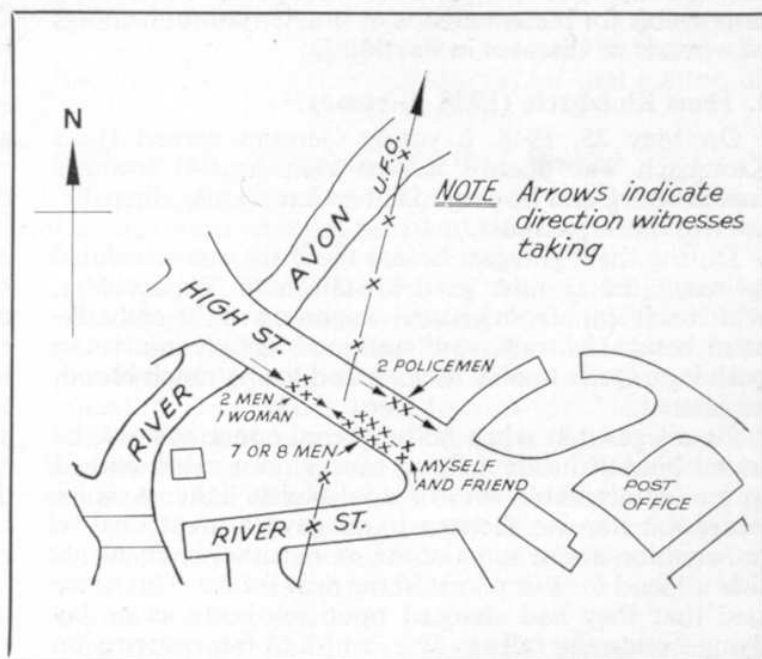 N
AVON
U.F.O.
NOTE Arrows indicate
direction witnesses
taking
HIGH ST.
2 POLICEMEN
RIVER
2 MEN
1 WOMAN
7 OR 8 MEN
MYSELF
AND FRIEND
POST
OFFICE
RIVER ST.